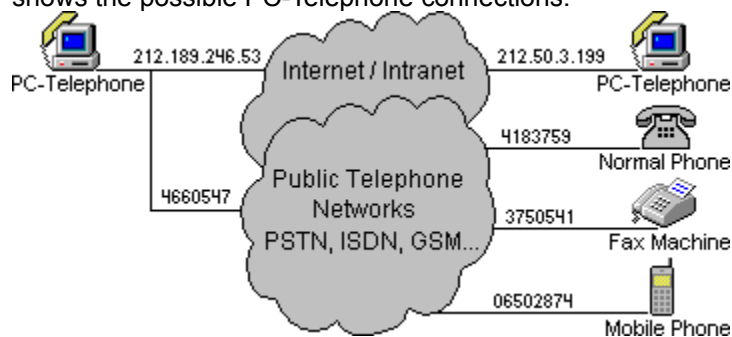 shows the possible PC-Telephone connections.
212.189.246.53
Internet / Intranet
212.50.3.199
PC-Telephone
PC-Telephone
4183759
Normal Phone
Public Telephone
Networks
PSTN, ISDN, GSM...
4660547
3750541
Fax Machine
06502874
Mobile Phone